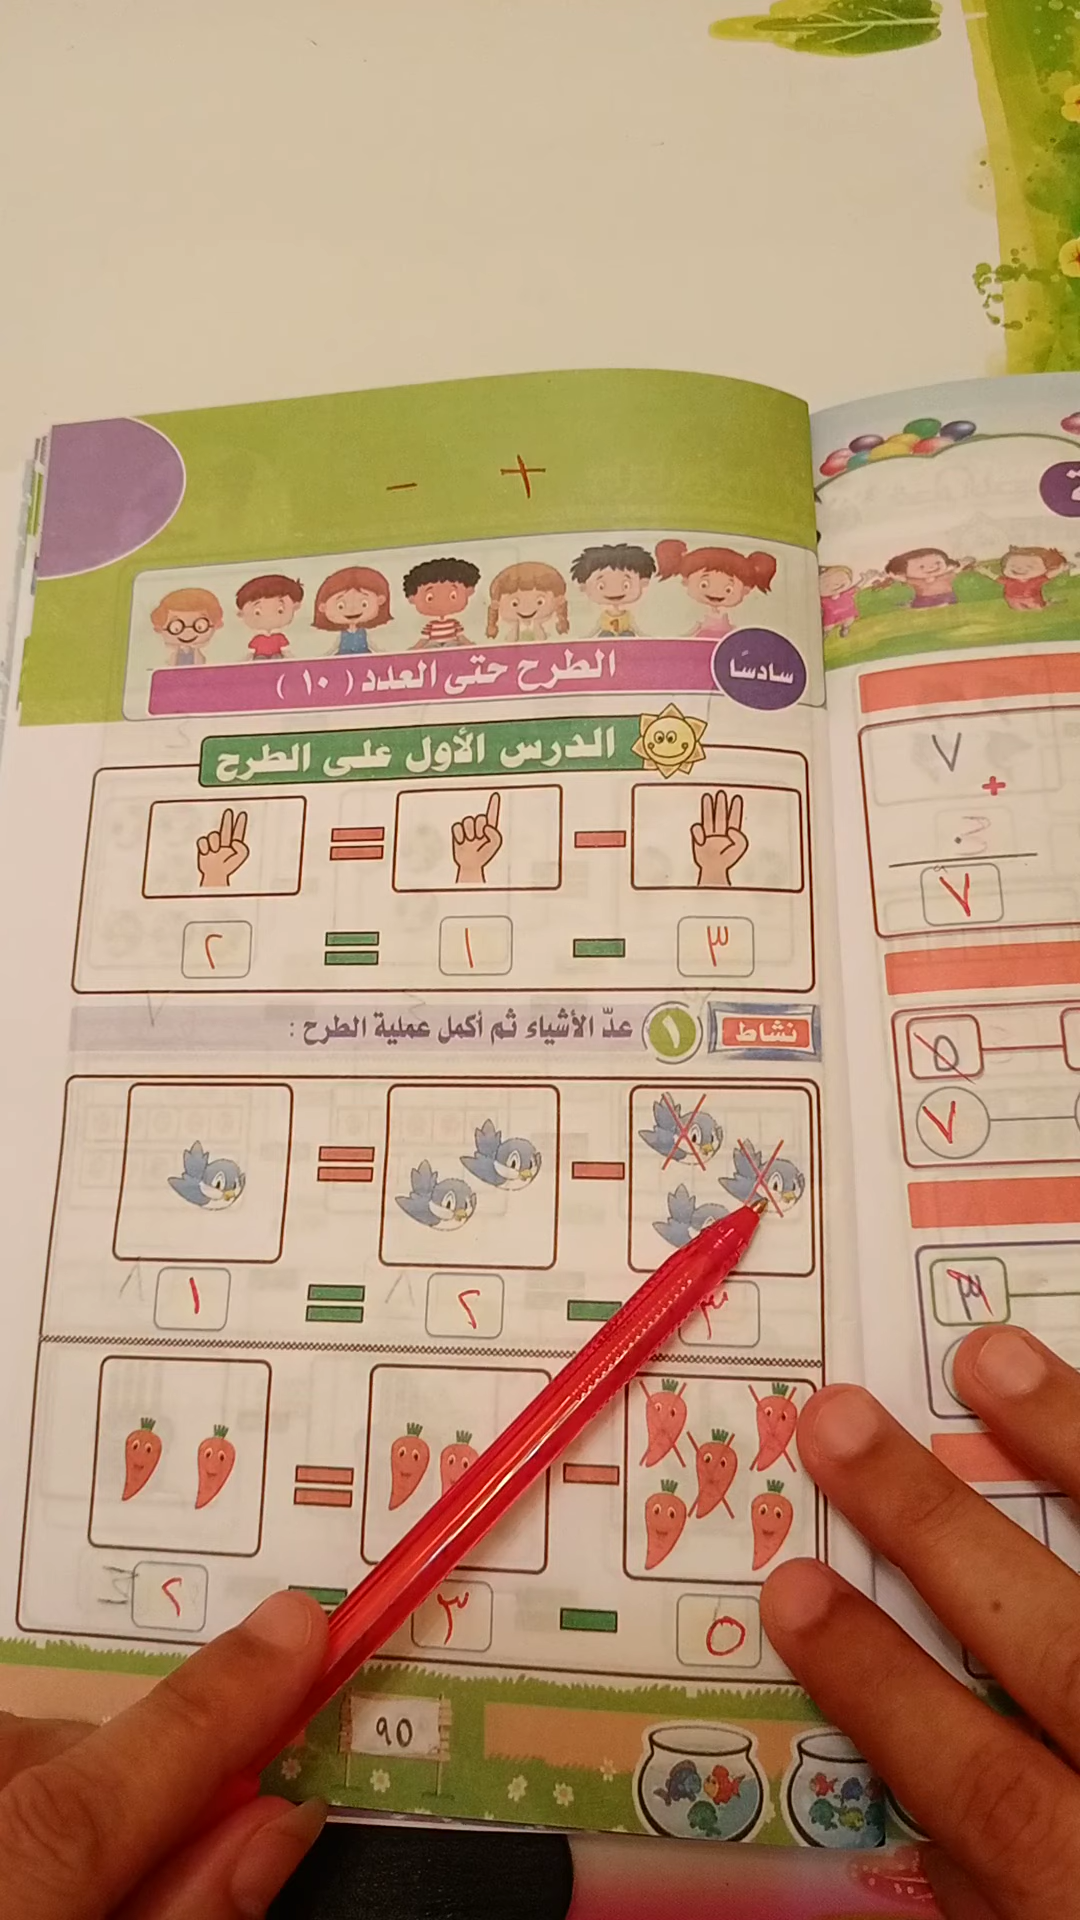 + -
سادسًا
الطرح حتى العدد ( ١٠ )
الدرس الأول على الطرح
- =
٣ - ١ = ٢
نشاط ١ عدّ الأشياء ثم أكمل عملية الطرح :
- =
٣ - ٢ = ١
- =
٥ - ٣ = ٢
٩٥
٧
+
٧
٥
٧
٣